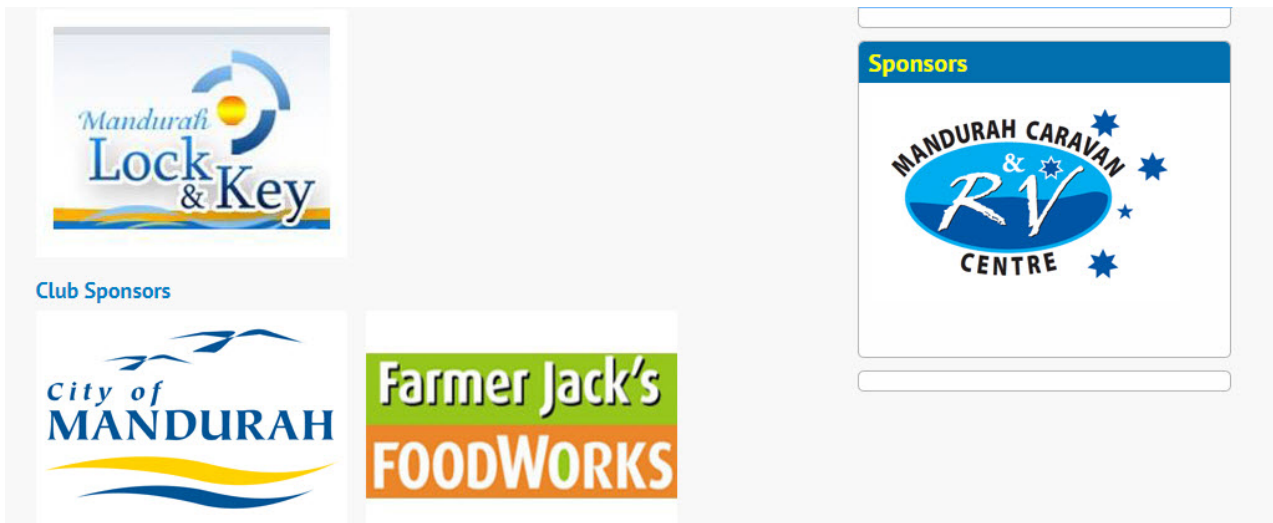 Mandurah
Lock
& Key
Club Sponsors
City of
MANDURAH
Farmer Jack's
FOODWORKS
Sponsors
MANDURAH CARAVAN
&
RV
CENTRE